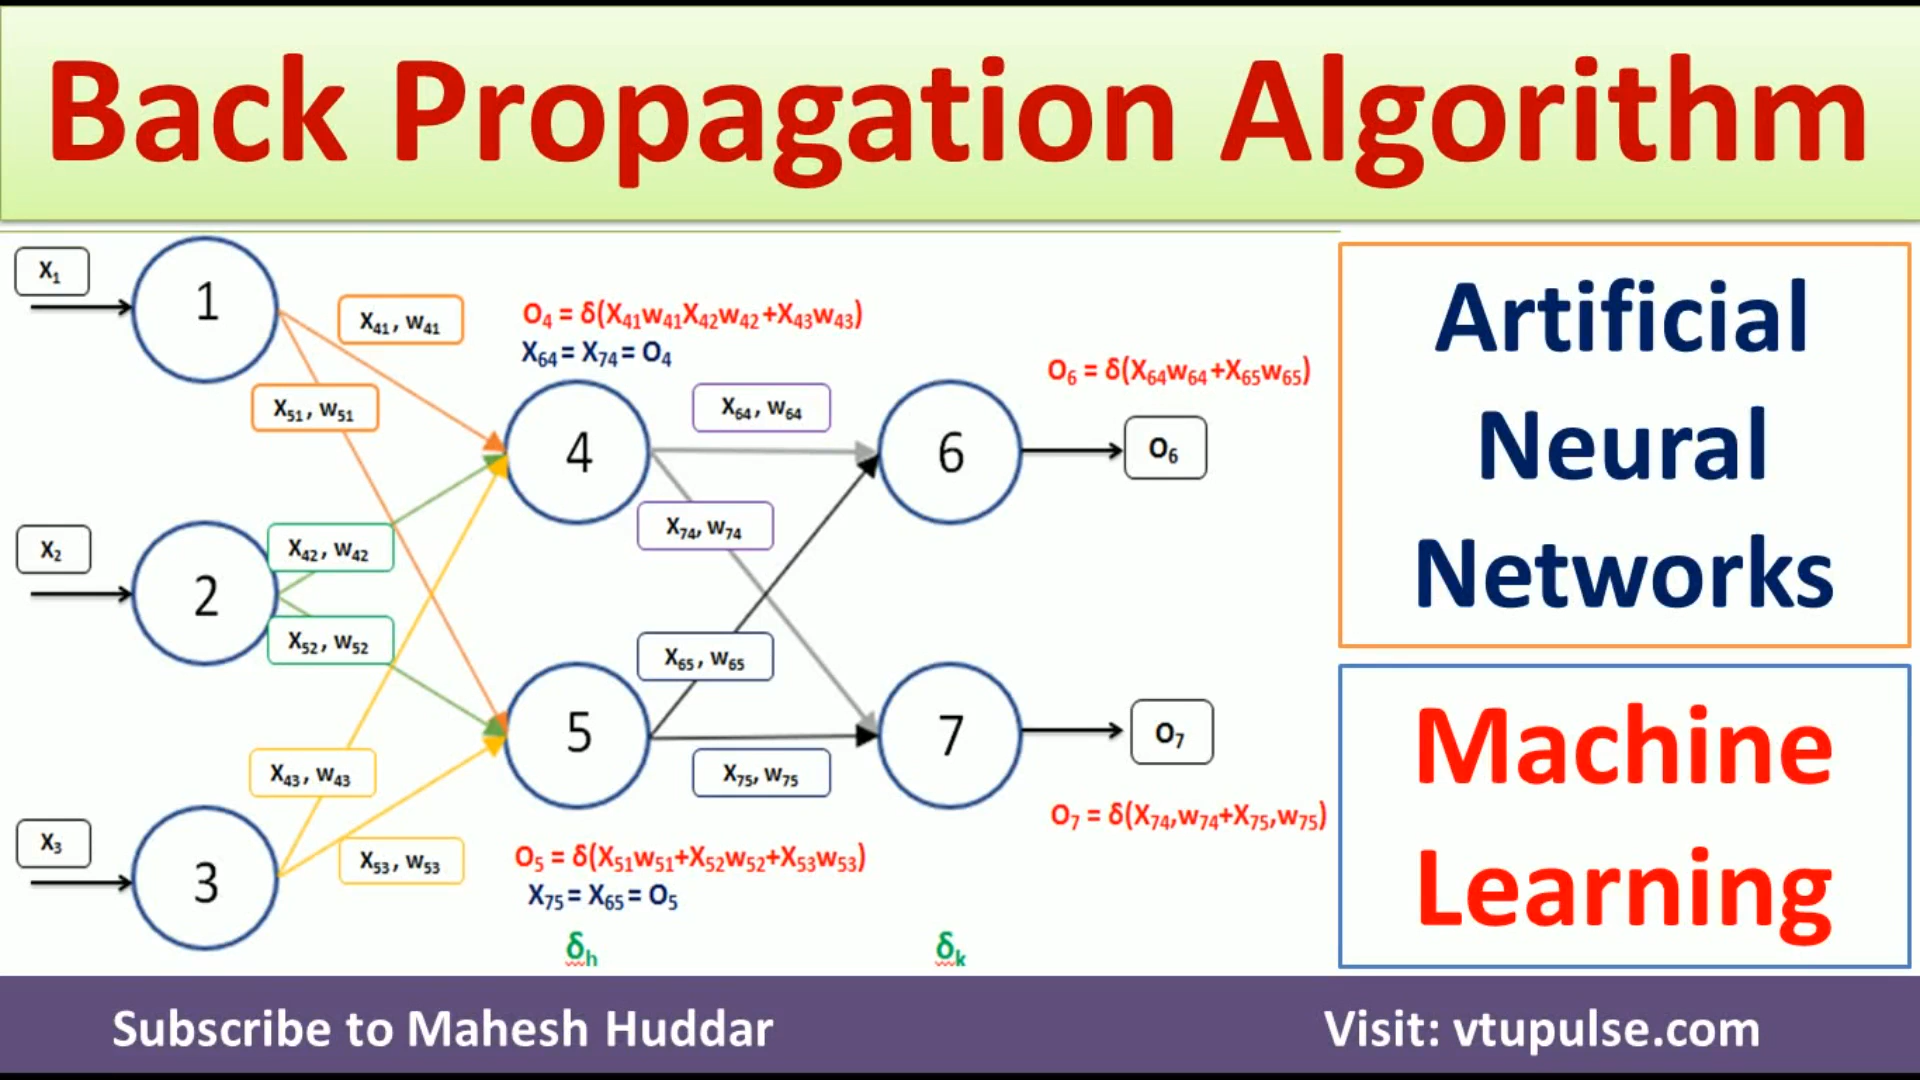 Back Propagation Algorithm
X₁
1
X₄₁, w₄₁
X₅₁, w₅₁
O₄ = δ(X₄₁w₄₁X₄₂w₄₂+X₄₃w₄₃)
X₆₄ = X₇₄ = O₄
O₆ = δ(X₆₄w₆₄+X₆₅w₆₅)
X₆₄, w₆₄
4
6
O₆
X₂
2
X₄₂, w₄₂
X₅₂, w₅₂
X₇₄, w₇₄
X₆₅, w₆₅
5
7
O₇
X₇₅, w₇₅
X₄₃, w₄₃
O₇ = δ(X₇₄,w₇₄+X₇₅,w₇₅)
X₃
3
X₅₃, w₅₃
O₅ = δ(X₅₁w₅₁+X₅₂w₅₂+X₅₃w₅₃)
X₇₅ = X₆₅ = O₅
δₕ
δₖ
Artificial
Neural
Networks
Machine
Learning
Subscribe to Mahesh Huddar
Visit: vtupulse.com